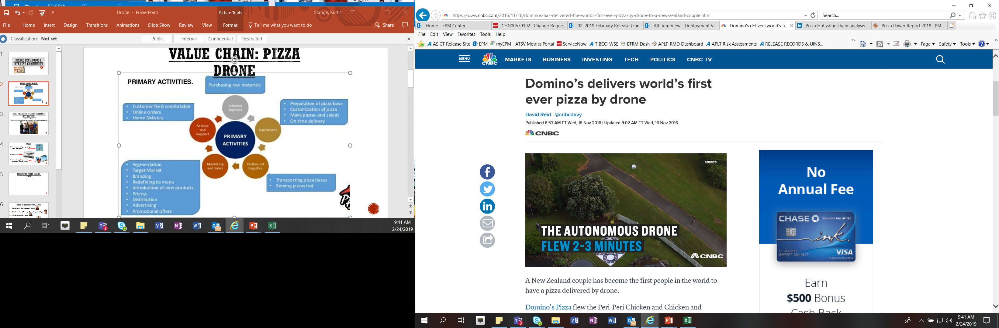 Drone - PowerPoint
Picture Tools
Stange, Kurtis
File Home Insert Design Transitions Animations Slide Show Review View Format Tell me what you want to do Share
Classification: Not set Public Internal Confidential Restricted
1
DRONE TECHNOLOGY
INTEREST COMMUNITY
2
VALUE CHAIN: PIZZA
DRONE
3
4
GOALS
5
EXPECTATION VERSUS REALITY
(VIDEO)
6
WHAT WE LEARNED/CHALLENGES
VALUE CHAIN: PIZZA
DRONE
PRIMARY ACTIVITIES.
Purchasing raw materials
• Customer feels comfortable
• Online orders
• Home Delivery
Inbound
Logistics
• Preparation of pizza base
• Customization of pizza
• Make pastas and salads
• On time delivery
Service
and
Support
Operations
PRIMARY
ACTIVITIES
Marketing
and Sales
Outbound
Logistics
• Segmentation
• Target Market
• Branding
• Redefining its menu
• Introduction of new products
• Pricing
• Distribution
• Advertising
• Promotional offers
• Transporting pizza bases
• Serving pizzas hot
9:41 AM
2/24/2019
https://www.cnbc.com/2016/11/16/dominos-has-delivered-the-worlds-first-ever-pizza-by-drone-to-a-new-zealand-couple.html
Search...
Home - EPM Center
CHG00579192 | Change Reque...
02. 2019 February Release (Fun...
All Item View - Deployment Vi...
Domino's delivers world's fi...
Pizza Hut value chain analysis
Pizza Power Report 2018 | PM...
File Edit View Favorites Tools Help
AS CT Release Site EPM myEPM - ATSV Metrics Portal ServiceNow TIBCO_WSS ETRM Dash APLT-RMD Dashboard APLT Risk Assessments RELEASE RECORDS & UINS...
Page Safety Tools
MENU CNBC MARKETS BUSINESS INVESTING TECH POLITICS CNBC TV
Domino's delivers world's first
ever pizza by drone
David Reid | @cnbcdavy
Published 6:53 AM ET Wed, 16 Nov 2016 | Updated 9:02 AM ET Wed, 16 Nov 2016
CNBC
DOMINO'S
THE AUTONOMOUS DRONE
FLEW 2-3 MINUTES
CNBC
A New Zealand couple has become the first people in the world to
have a pizza delivered by drone.
Domino's Pizza flew the Peri-Peri Chicken and Chicken and
No
Annual Fee
CHASE BUSINESS UNLIMITED
ink.
D. BARRETT
BARRETT CONNECT
VISA
Signature Business
Earn
$500 Bonus
Cash Back
9:41 AM
2/24/2019